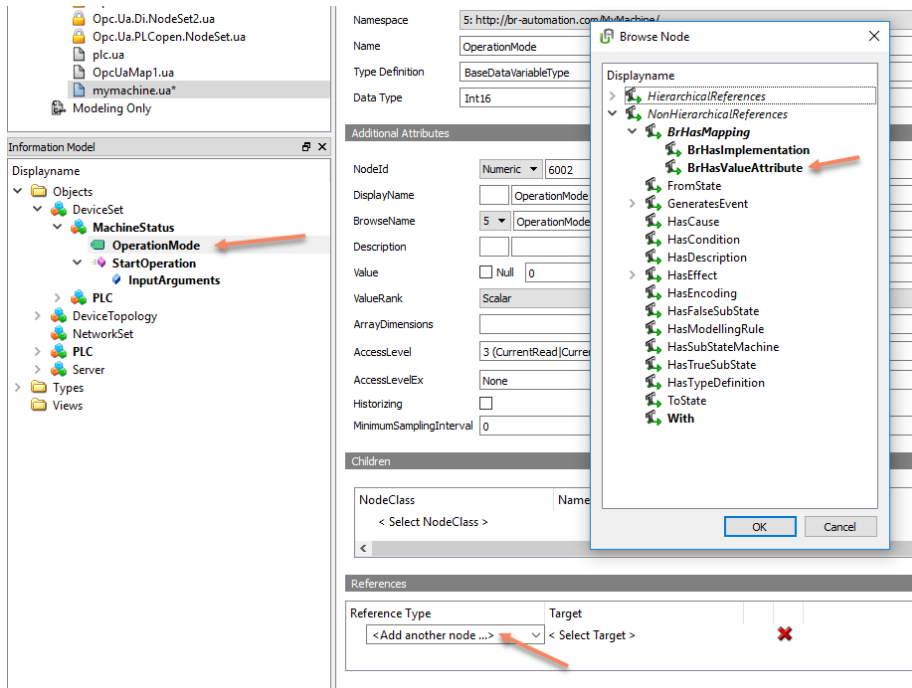 Opc.Ua.Di.NodeSet2.ua
Opc.Ua.PLCopen.NodeSet.ua
plc.ua
OpcUaMap1.ua
mymachine.ua*
Modeling Only
Information Model
Displayname
Objects
DeviceSet
MachineStatus
OperationMode
StartOperation
InputArguments
PLC
DeviceTopology
NetworkSet
PLC
Server
Types
Views
Namespace 5: http://br-automation.com/MyMachine/
Name OperationMode
Type Definition BaseDataVariableType
Data Type Int16
Additional Attributes
NodeId Numeric 6002
DisplayName OperationMode
BrowseName 5 OperationMode
Description
Value Null 0
ValueRank Scalar
ArrayDimensions
AccessLevel 3 (CurrentRead|Curre
AccessLevelEx None
Historizing
MinimumSamplingInterval 0
Children
NodeClass Name
< Select NodeClass >
References
Reference Type Target
<Add another node ...> < Select Target >
Browse Node
Displayname
HierarchicalReferences
NonHierarchicalReferences
BrHasMapping
BrHasImplementation
BrHasValueAttribute
FromState
GeneratesEvent
HasCause
HasCondition
HasDescription
HasEffect
HasEncoding
HasFalseSubState
HasModellingRule
HasSubStateMachine
HasTrueSubState
HasTypeDefinition
ToState
With
OK Cancel